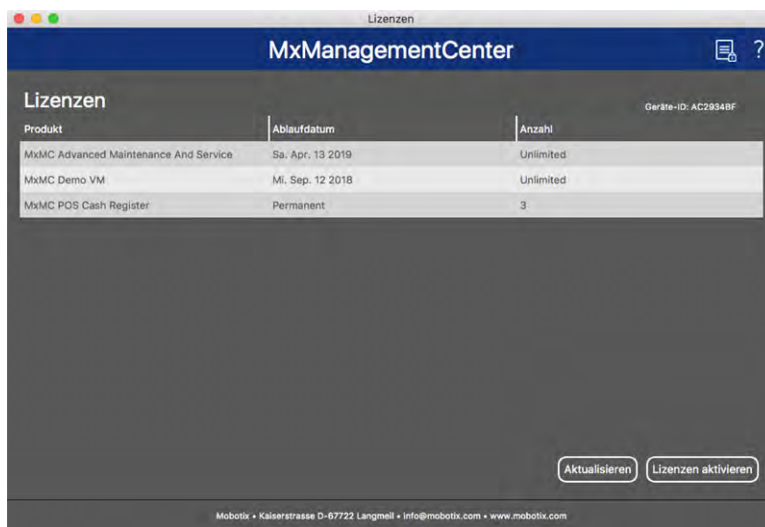 Lizenzen
MxManagementCenter
?
Lizenzen
Geräte-ID: AC2934BF
Produkt Ablaufdatum Anzahl
MxMC Advanced Maintenance And Service Sa. Apr. 13 2019 Unlimited
MxMC Demo VM Mi. Sep. 12 2018 Unlimited
MxMC POS Cash Register Permanent 3
Aktualisieren Lizenzen aktivieren
Mobotix • Kaiserstrasse D-67722 Langmeil • info@mobotix.com • www.mobotix.com